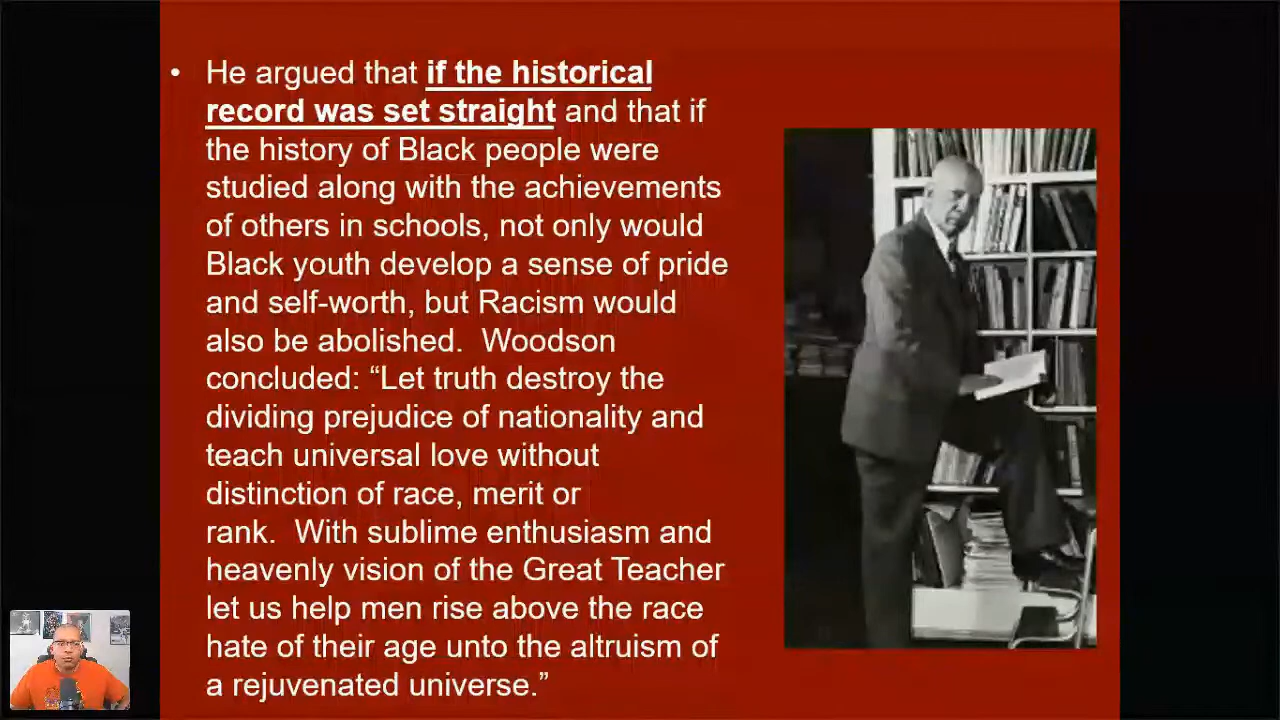 • He argued that if the historical
record was set straight and that if
the history of Black people were
studied along with the achievements
of others in schools, not only would
Black youth develop a sense of pride
and self-worth, but Racism would
also be abolished.  Woodson
concluded: “Let truth destroy the
dividing prejudice of nationality and
teach universal love without
distinction of race, merit or
rank.  With sublime enthusiasm and
heavenly vision of the Great Teacher
let us help men rise above the race
hate of their age unto the altruism of
a rejuvenated universe.”